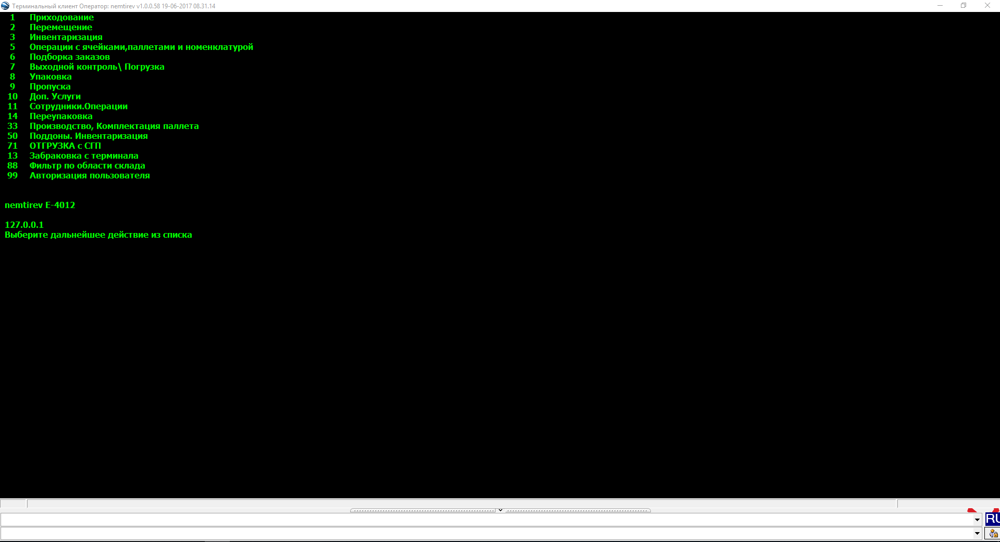 Терминальный клиент Оператор: nemtirev v1.0.0.58 19-06-2017 08.31.14
1 Приходование
2 Перемещение
3 Инвентаризация
5 Операции с ячейками,паллетами и номенклатурой
6 Подборка заказов
7 Выходной контроль\ Погрузка
8 Упаковка
9 Пропуска
10 Доп. Услуги
11 Сотрудники.Операции
14 Переупаковка
33 Производство, Комплектация паллета
50 Поддоны. Инвентаризация
71 ОТГРУЗКА с СГП
13 Забраковка с терминала
88 Фильтр по области склада
99 Авторизация пользователя
nemtirev E-4012
127.0.0.1
Выберите дальнейшее действие из списка
RU